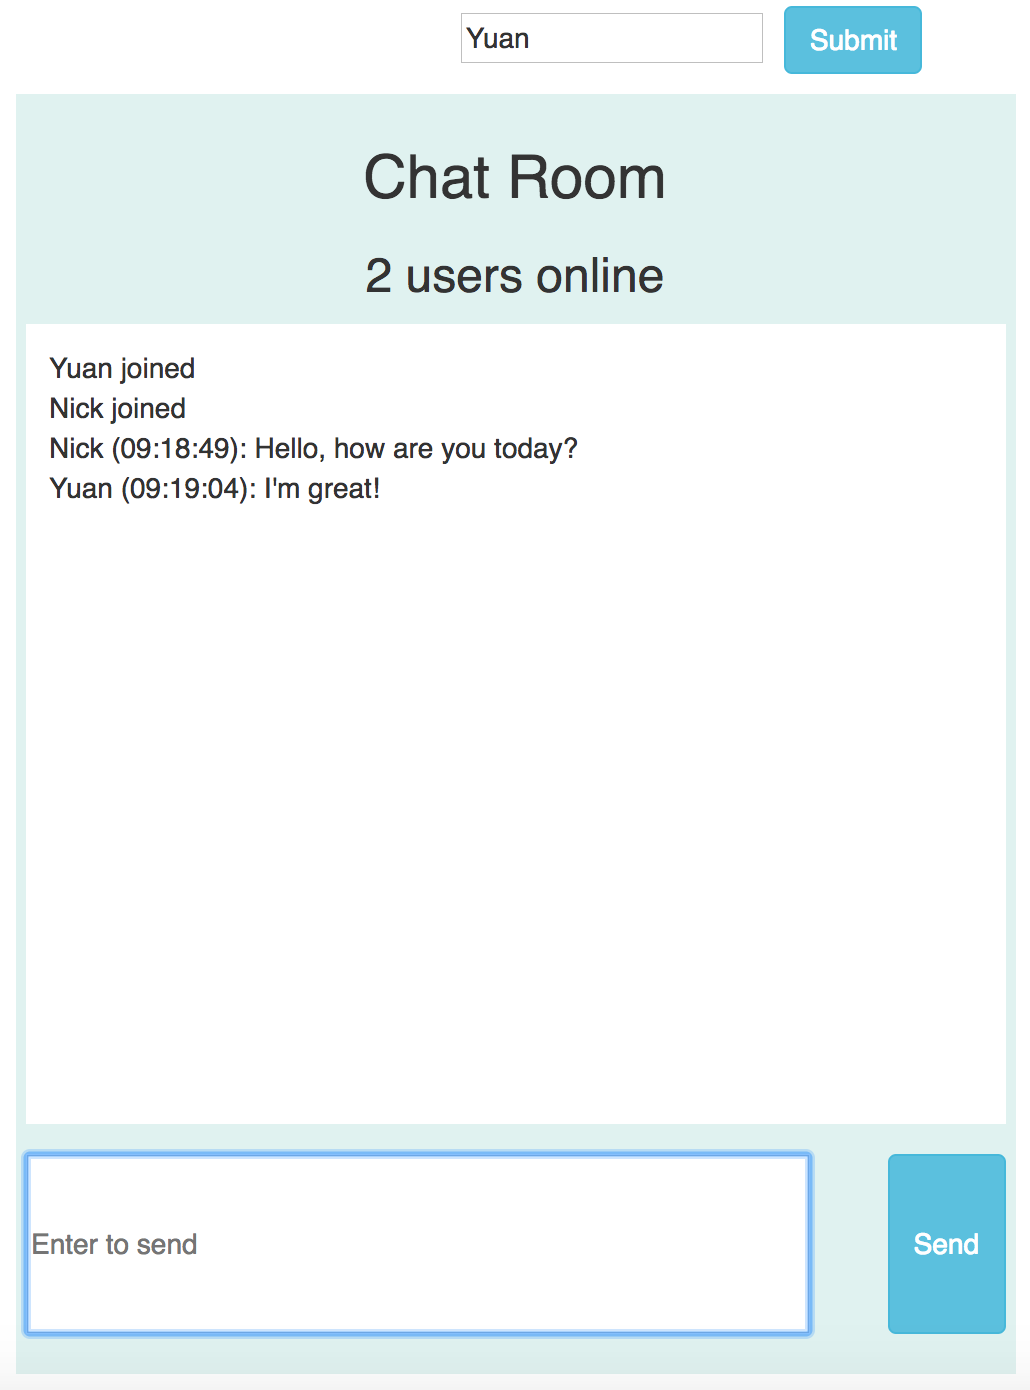 Yuan
Submit
Chat Room
2 users online
Yuan joined
Nick joined
Nick (09:18:49): Hello, how are you today?
Yuan (09:19:04): I'm great!
Enter to send
Send